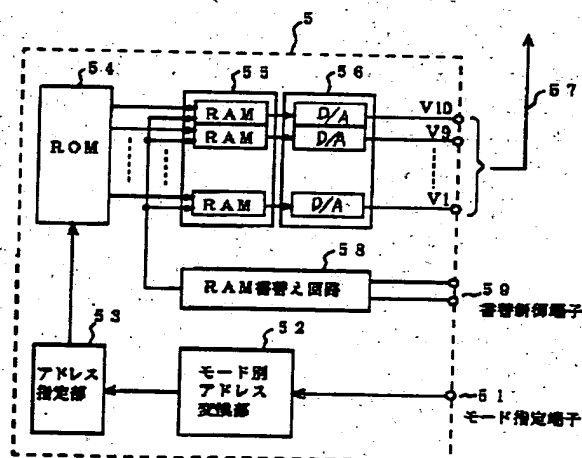 5
54
55
56
57
ROM
RAM
D/A
V10
RAM
D/A
V9
RAM
D/A
V1
58
RAM書替え回路
59
書替制御端子
53
52
アドレス
指定部
モード別
アドレス
変換部
51
モード指定端子